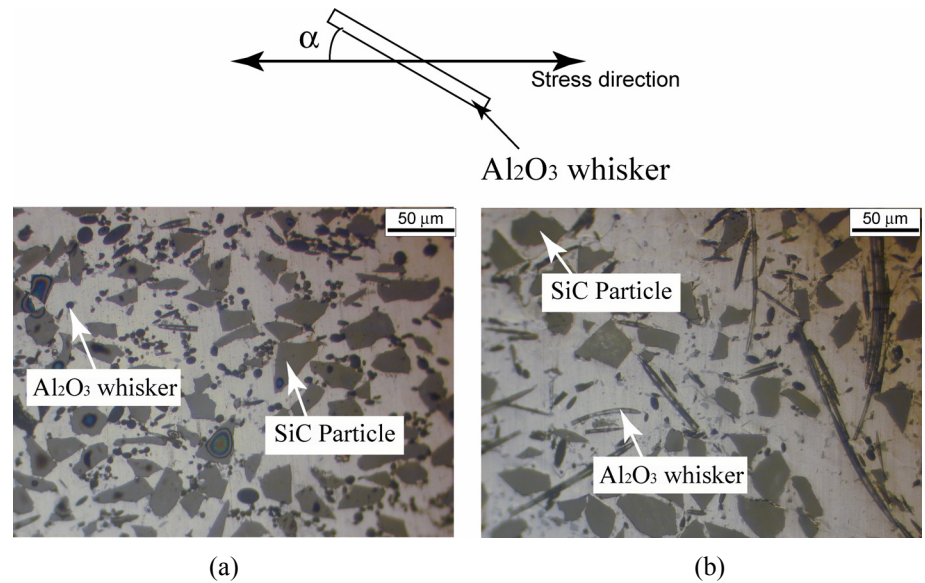 α
Stress direction
Al2O3 whisker
50 μm
50 μm
SiC Particle
Al2O3 whisker
SiC Particle
Al2O3 whisker
(a)
(b)